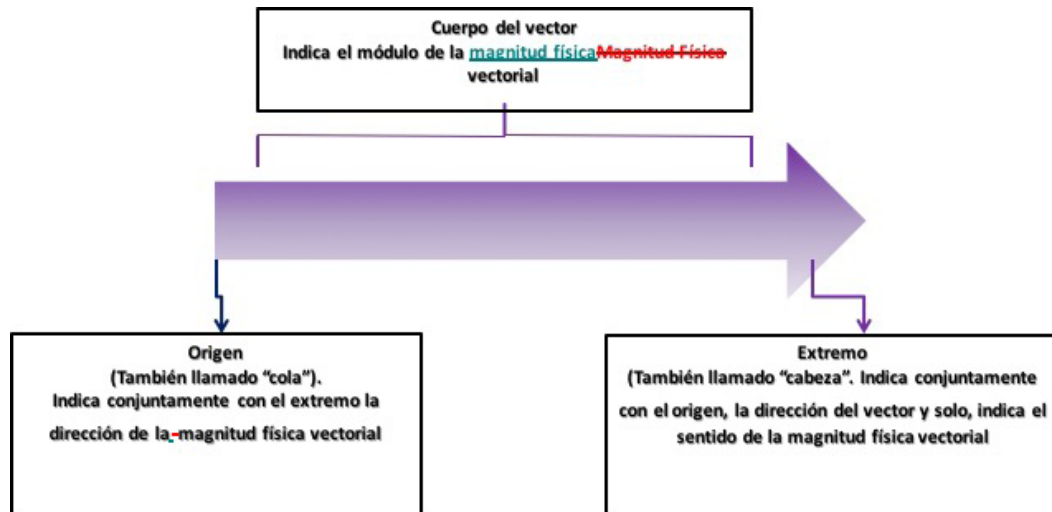 Cuerpo del vector
Indica el módulo de la magnitud físicaMagnitud Física
vectorial
Origen
(También llamado “cola”).
Indica conjuntamente con el extremo la
dirección de la -magnitud física vectorial
Extremo
(También llamado “cabeza”. Indica conjuntamente
con el origen, la dirección del vector y solo, indica el
sentido de la magnitud física vectorial